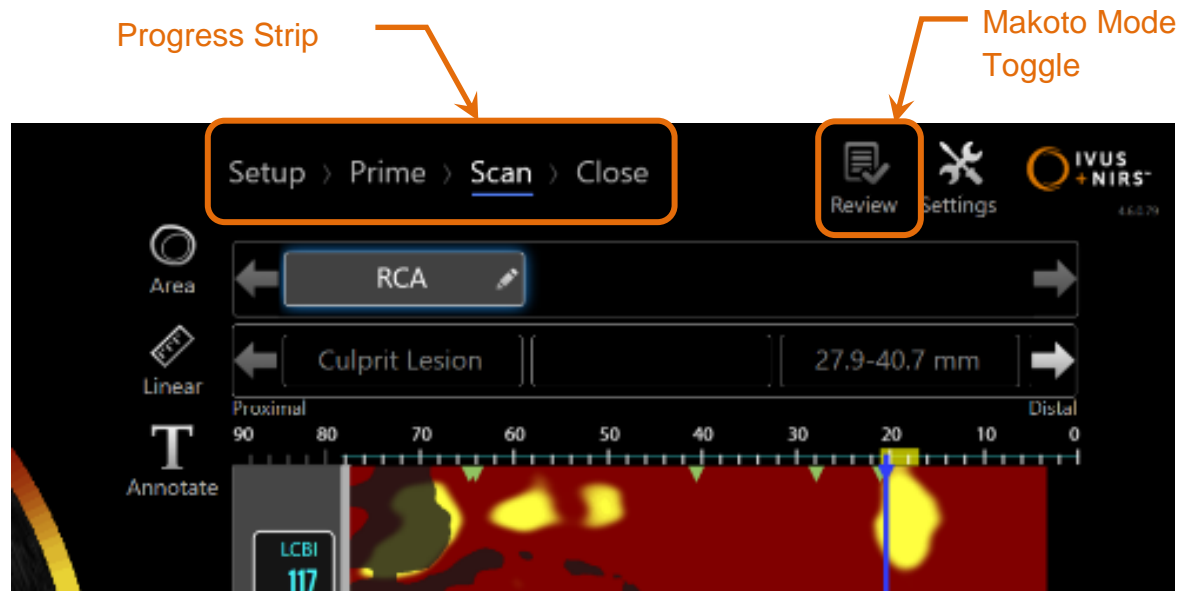 Progress Strip
Makoto Mode
Toggle
Setup › Prime › Scan › Close
Review
Settings
IVUS
+NIRS™
4.6.0.79
Area
RCA
Linear
Culprit Lesion
27.9-40.7 mm
Proximal
Distal
90 80 70 60 50 40 30 20 10 0
T
Annotate
LCBI
117